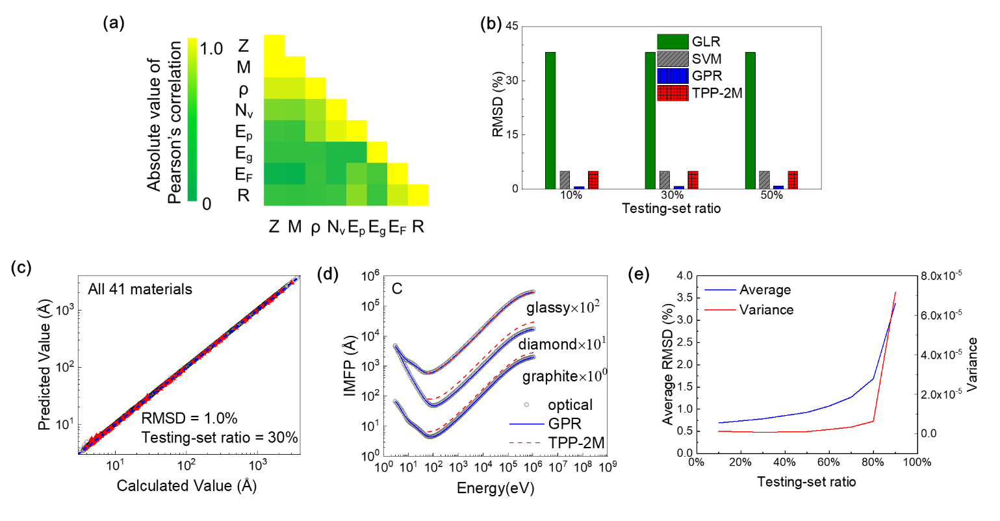 (a)
Absolute value of
Pearson's correlation
1.0
0
Z
M
ρ
Nv
Ep
Eg
EF
R
Z M ρ Nv Ep Eg EF R
(b)
RMSD (%)
45
30
15
0
GLR
SVM
GPR
TPP-2M
10% 30% 50%
Testing-set ratio
(c)
Predicted Value (Å)
10³
10²
10¹
All 41 materials
RMSD = 1.0%
Testing-set ratio = 30%
10¹ 10² 10³
Calculated Value (Å)
(d)
IMFP (Å)
10⁶
10⁵
10⁴
10³
10²
10¹
10⁰
C
glassy×10²
diamond×10¹
graphite×10⁰
optical
GPR
TPP-2M
10⁰ 10¹ 10² 10³ 10⁴ 10⁵ 10⁶ 10⁷ 10⁸ 10⁹
Energy(eV)
(e)
Average RMSD (%)
4.0
3.5
3.0
2.5
2.0
1.5
1.0
0.5
0.0
Average
Variance
8.0x10⁻⁵
6.0x10⁻⁵
4.0x10⁻⁵
2.0x10⁻⁵
0.0
Variance
0% 20% 40% 60% 80% 100%
Testing-set ratio